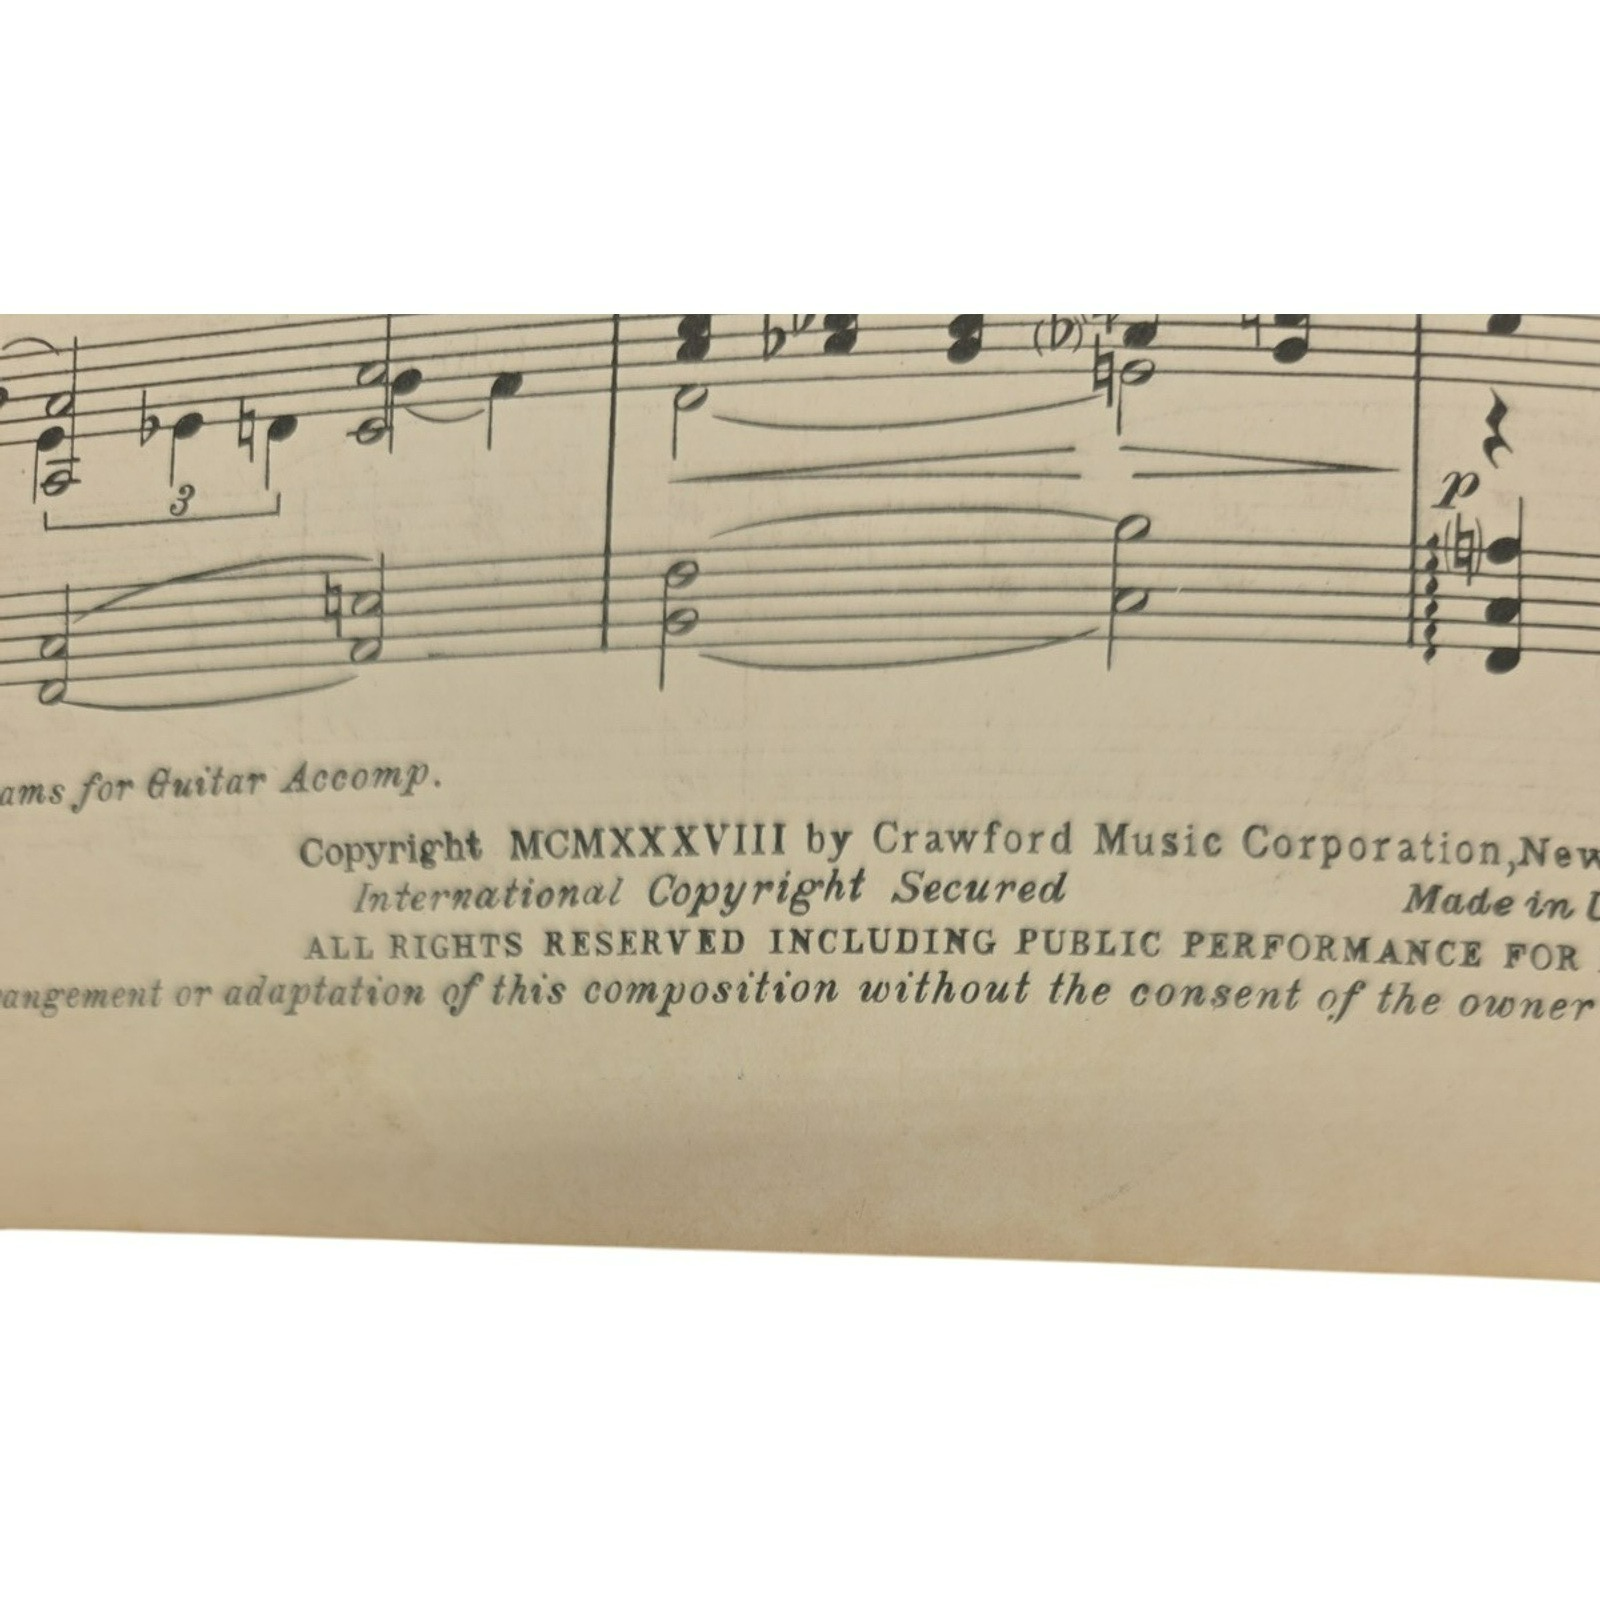 3
p
ams for Guitar Accomp.
Copyright MCMXXXVIII by Crawford Music Corporation, New
International Copyright Secured Made in U
ALL RIGHTS RESERVED INCLUDING PUBLIC PERFORMANCE FOR
angement or adaptation of this composition without the consent of the owner